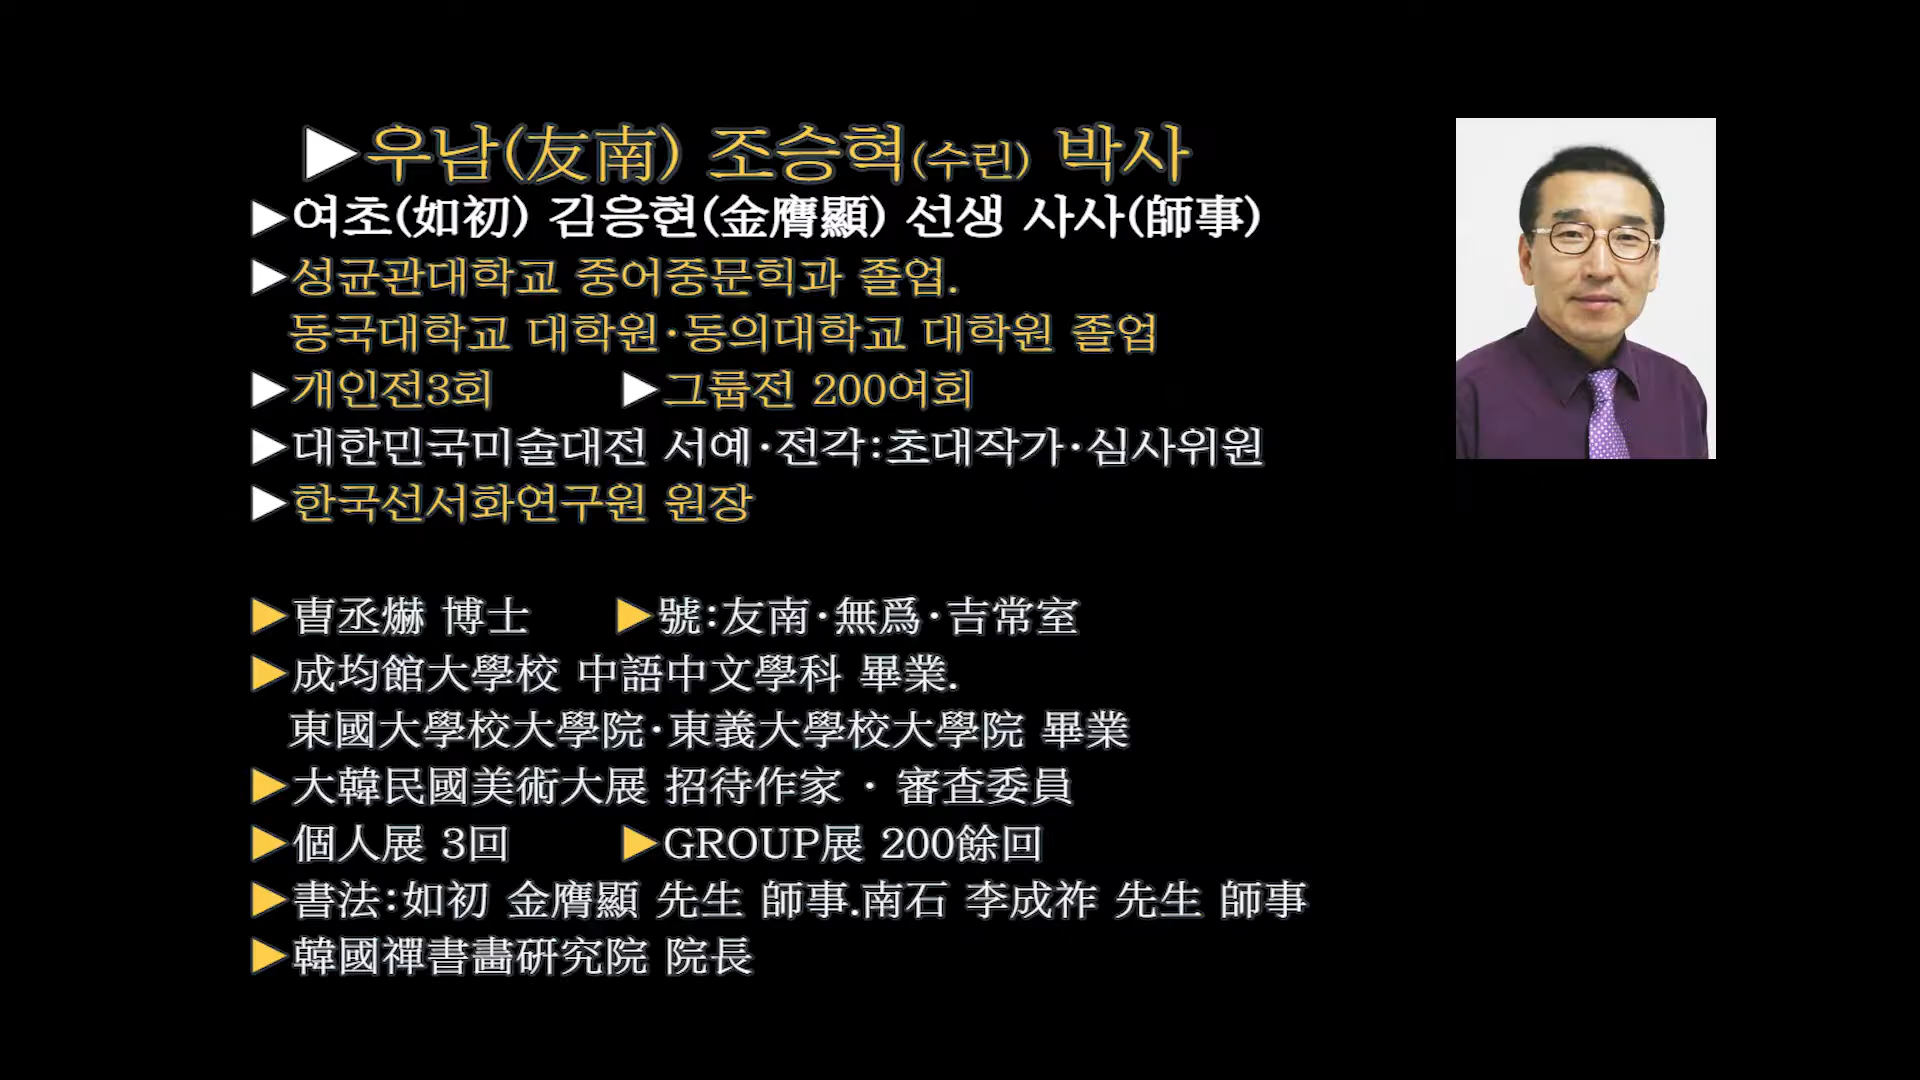 ▶우남(友南) 조승혁(수린) 박사
▶여초(如初) 김응현(金膺顯) 선생 사사(師事)
▶성균관대학교 중어중문힉과 졸업.
동국대학교 대학원·동의대학교 대학원 졸업
▶개인전3회 ▶그룹전 200여회
▶대한민국미술대전 서예·전각:초대작가·심사위원
▶한국선서화연구원 원장
▶曺丞爀 博士 ▶號:友南·無爲·吉常室
▶成均館大學校 中語中文學科 畢業.
東國大學校大學院·東義大學校大學院 畢業
▶大韓民國美術大展 招待作家 · 審査委員
▶個人展 3回 ▶GROUP展 200餘回
▶書法:如初 金膺顯 先生 師事.南石 李成祚 先生 師事
▶韓國禪書畵硏究院 院長